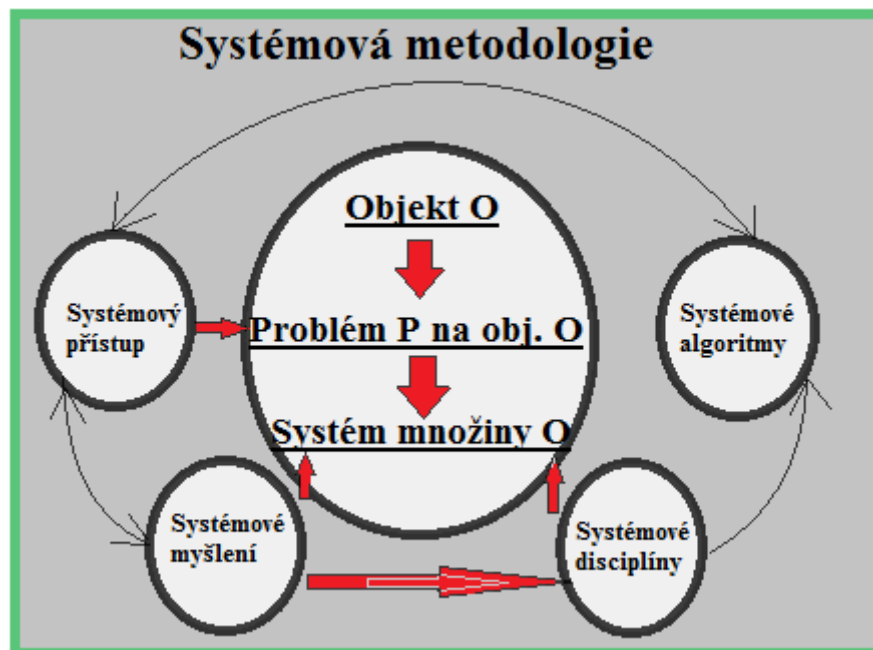 Systémová metodologie
Objekt O
Problém P na obj. O
Systém množiny O
Systémový
přístup
Systémové
algoritmy
Systémové
myšlení
Systémové
disciplíny